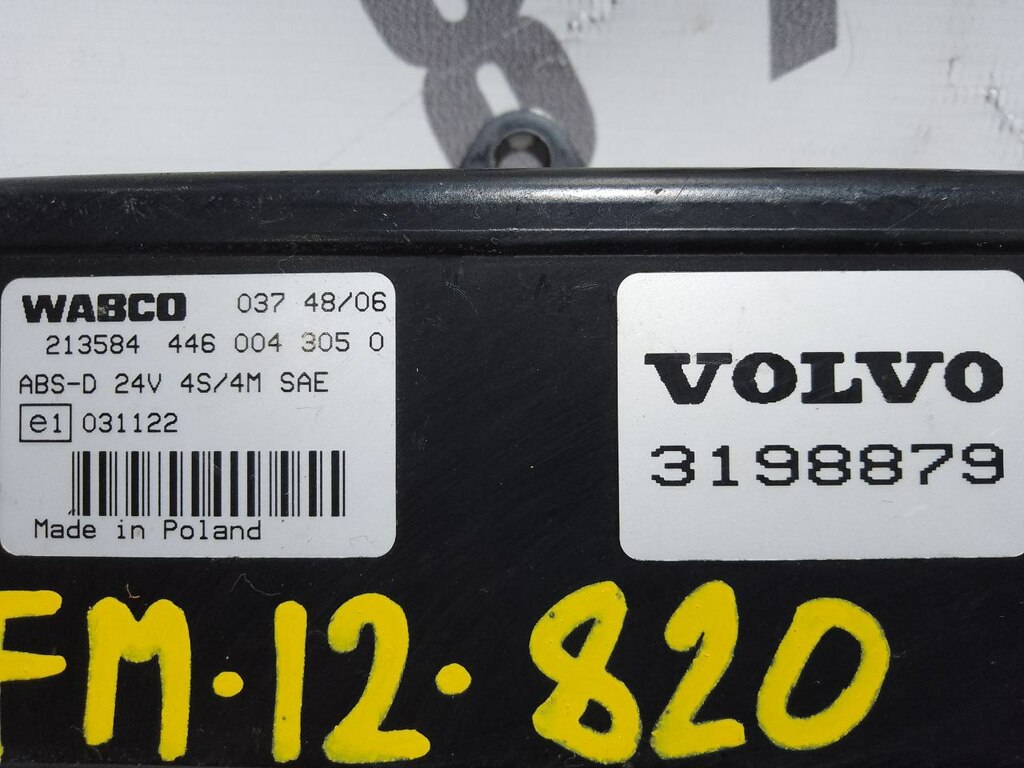 WABCO 037 48/06
213584 446 004 305 0
ABS-D 24V 4S/4M SAE
e1 031122
Made in Poland
VOLVO
3198879
FM·12·820